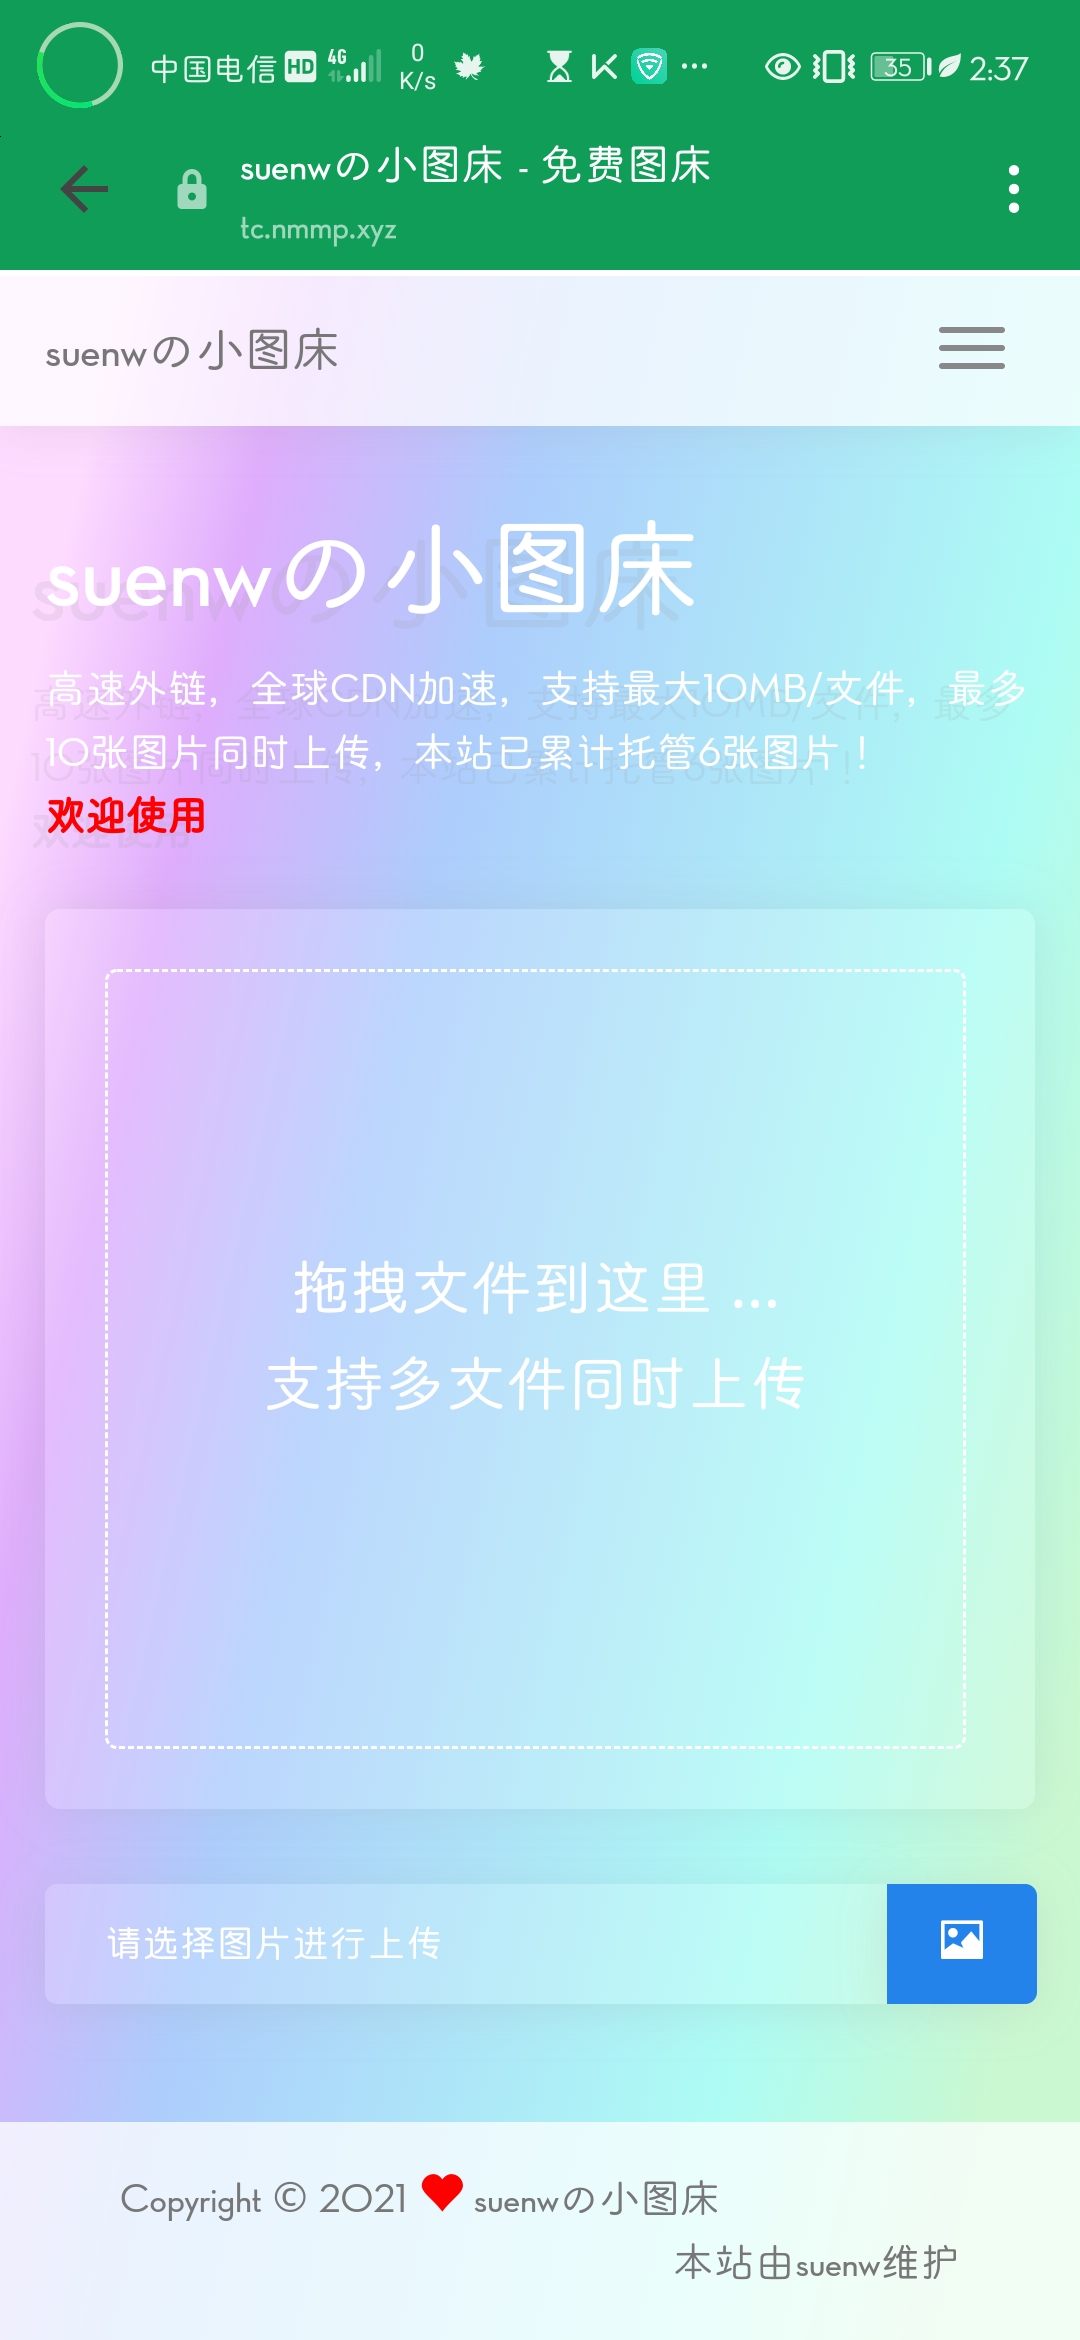 中国电信 HD 4G 0 K/s 35 2:37
suenwの小图床 - 免费图床
tc.nmmp.xyz
suenwの小图床
suenwの小图床
高速外链，全球CDN加速，支持最大10MB/文件，最多
10张图片同时上传，本站已累计托管6张图片！
欢迎使用
拖拽文件到这里 ...
支持多文件同时上传
请选择图片进行上传
Copyright © 2021 ❤ suenwの小图床
本站由suenw维护